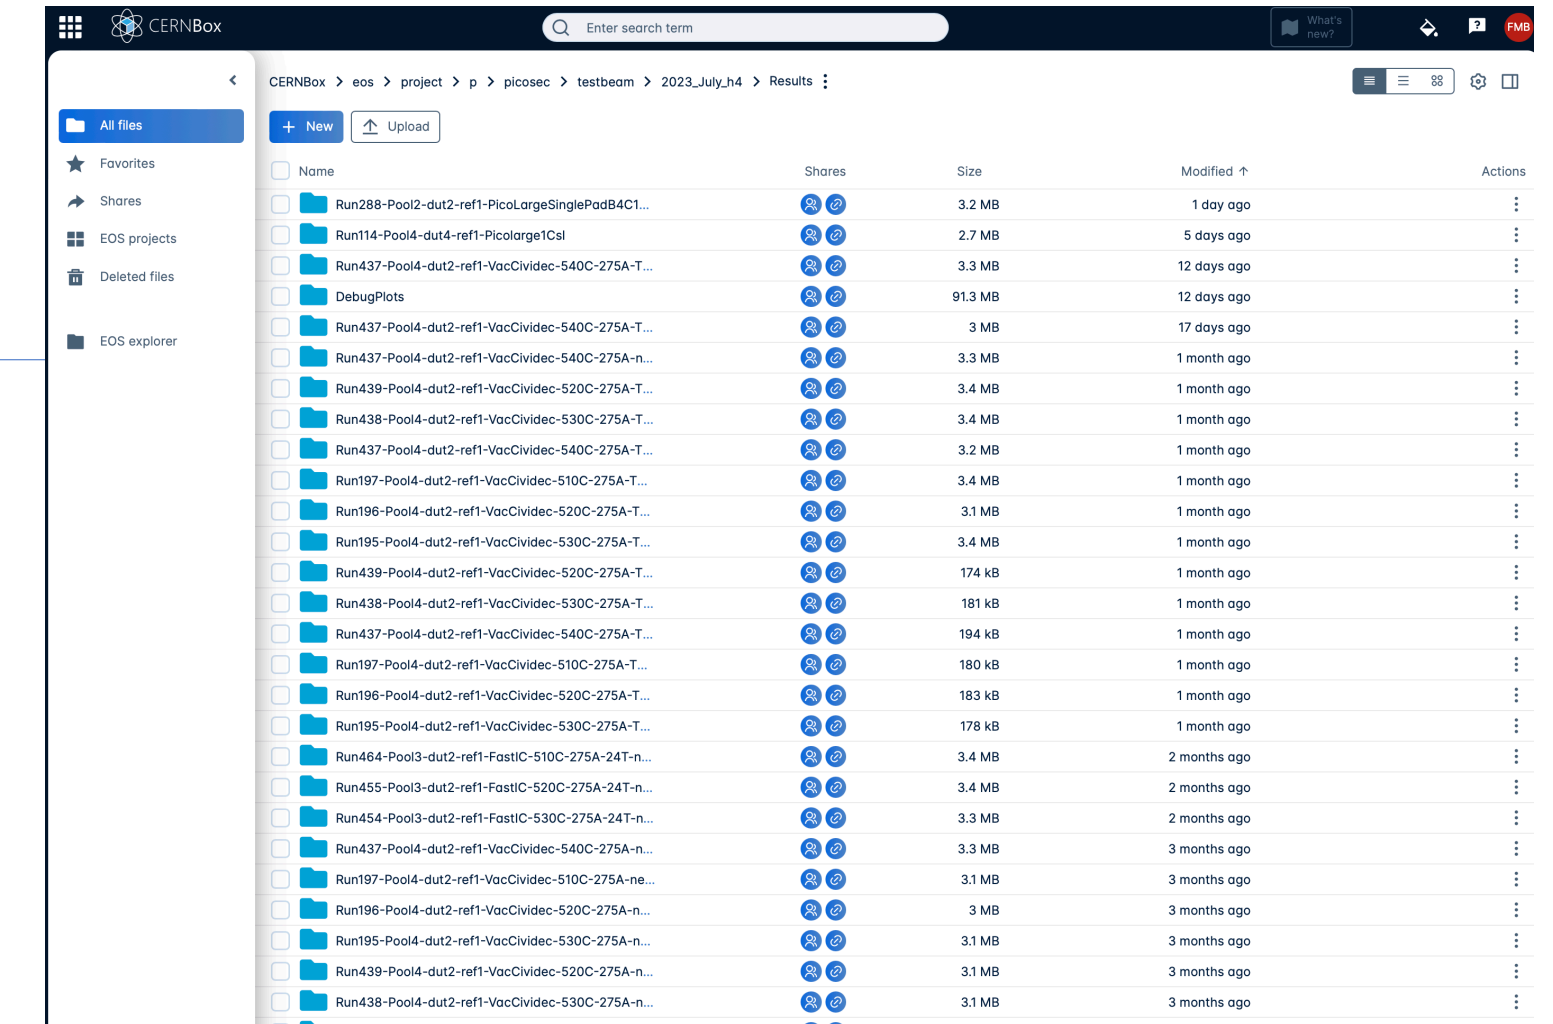 CERNBox
Enter search term
What's new?
?
FMB
CERNBox > eos > project > p > picosec > testbeam > 2023_July_h4 > Results
All files
Favorites
Shares
EOS projects
Deleted files
EOS explorer
+ New Upload
Name Shares Size Modified ↑ Actions
Run288-Pool2-dut2-ref1-PicoLargeSinglePadB4C1... 3.2 MB 1 day ago
Run114-Pool4-dut4-ref1-Picolarge1CsI 2.7 MB 5 days ago
Run437-Pool4-dut2-ref1-VacCividec-540C-275A-T... 3.3 MB 12 days ago
DebugPlots 91.3 MB 12 days ago
Run437-Pool4-dut2-ref1-VacCividec-540C-275A-T... 3 MB 17 days ago
Run437-Pool4-dut2-ref1-VacCividec-540C-275A-n... 3.3 MB 1 month ago
Run439-Pool4-dut2-ref1-VacCividec-520C-275A-T... 3.4 MB 1 month ago
Run438-Pool4-dut2-ref1-VacCividec-530C-275A-T... 3.4 MB 1 month ago
Run437-Pool4-dut2-ref1-VacCividec-540C-275A-T... 3.2 MB 1 month ago
Run197-Pool4-dut2-ref1-VacCividec-510C-275A-T... 3.4 MB 1 month ago
Run196-Pool4-dut2-ref1-VacCividec-520C-275A-T... 3.1 MB 1 month ago
Run195-Pool4-dut2-ref1-VacCividec-530C-275A-T... 3.4 MB 1 month ago
Run439-Pool4-dut2-ref1-VacCividec-520C-275A-T... 174 kB 1 month ago
Run438-Pool4-dut2-ref1-VacCividec-530C-275A-T... 181 kB 1 month ago
Run437-Pool4-dut2-ref1-VacCividec-540C-275A-T... 194 kB 1 month ago
Run197-Pool4-dut2-ref1-VacCividec-510C-275A-T... 180 kB 1 month ago
Run196-Pool4-dut2-ref1-VacCividec-520C-275A-T... 183 kB 1 month ago
Run195-Pool4-dut2-ref1-VacCividec-530C-275A-T... 178 kB 1 month ago
Run464-Pool3-dut2-ref1-FastIC-510C-275A-24T-n... 3.4 MB 2 months ago
Run455-Pool3-dut2-ref1-FastIC-520C-275A-24T-n... 3.4 MB 2 months ago
Run454-Pool3-dut2-ref1-FastIC-530C-275A-24T-n... 3.3 MB 2 months ago
Run437-Pool4-dut2-ref1-VacCividec-540C-275A-n... 3.3 MB 3 months ago
Run197-Pool4-dut2-ref1-VacCividec-510C-275A-ne... 3.1 MB 3 months ago
Run196-Pool4-dut2-ref1-VacCividec-520C-275A-n... 3 MB 3 months ago
Run195-Pool4-dut2-ref1-VacCividec-530C-275A-n... 3.1 MB 3 months ago
Run439-Pool4-dut2-ref1-VacCividec-520C-275A-n... 3.1 MB 3 months ago
Run438-Pool4-dut2-ref1-VacCividec-530C-275A-n... 3.1 MB 3 months ago